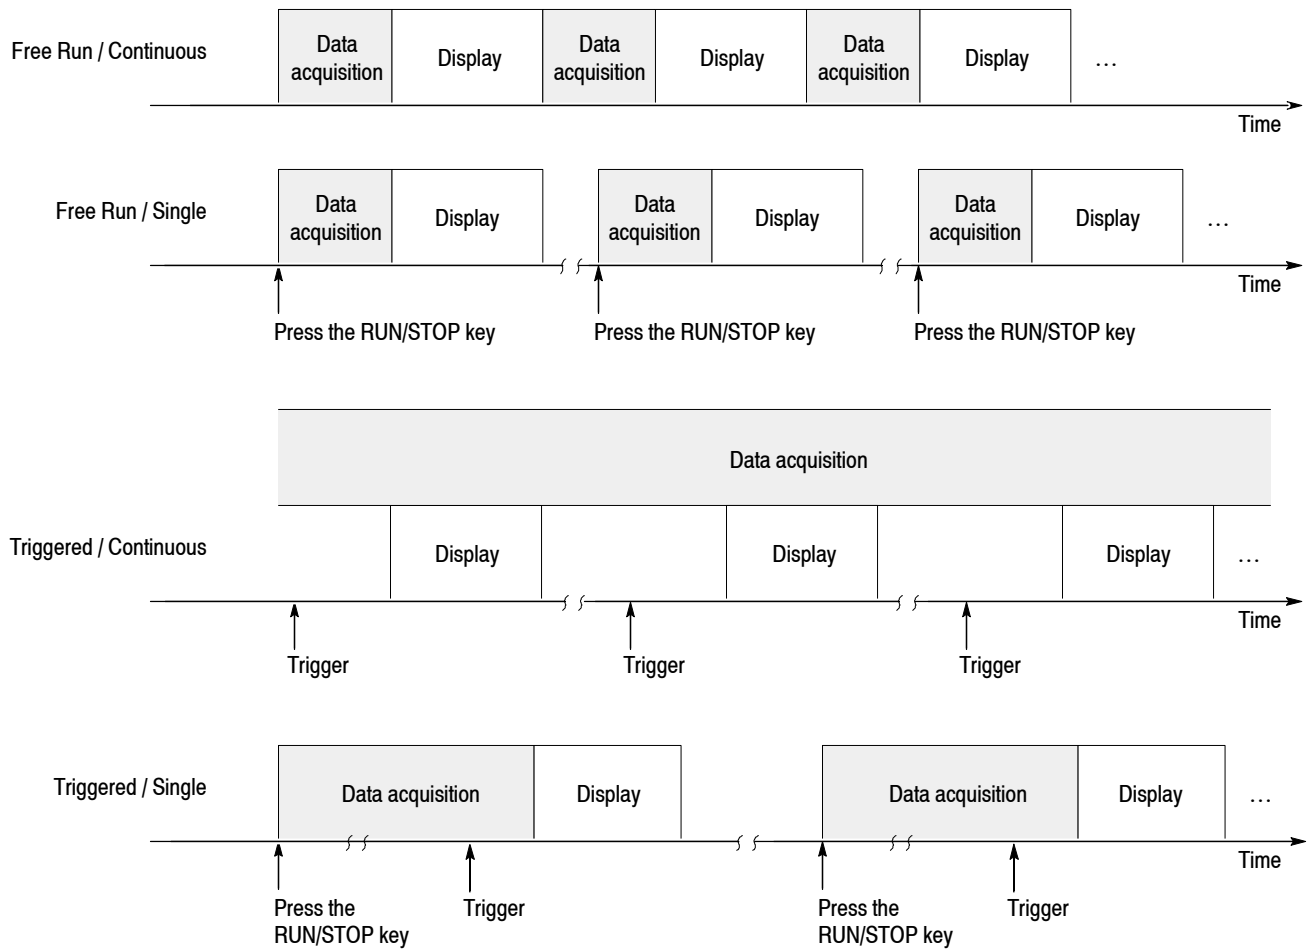 Free Run / Continuous
Data
acquisition
Display
Data
acquisition
Display
Data
acquisition
Display
…
Time
Free Run / Single
Data
acquisition
Display
Data
acquisition
Display
Data
acquisition
Display
…
Time
Press the RUN/STOP key
Press the RUN/STOP key
Press the RUN/STOP key
Data acquisition
Triggered / Continuous
Display
Display
Display
…
Time
Trigger
Trigger
Trigger
Triggered / Single
Data acquisition
Display
Data acquisition
Display
…
Time
Press the
RUN/STOP key
Trigger
Press the
RUN/STOP key
Trigger